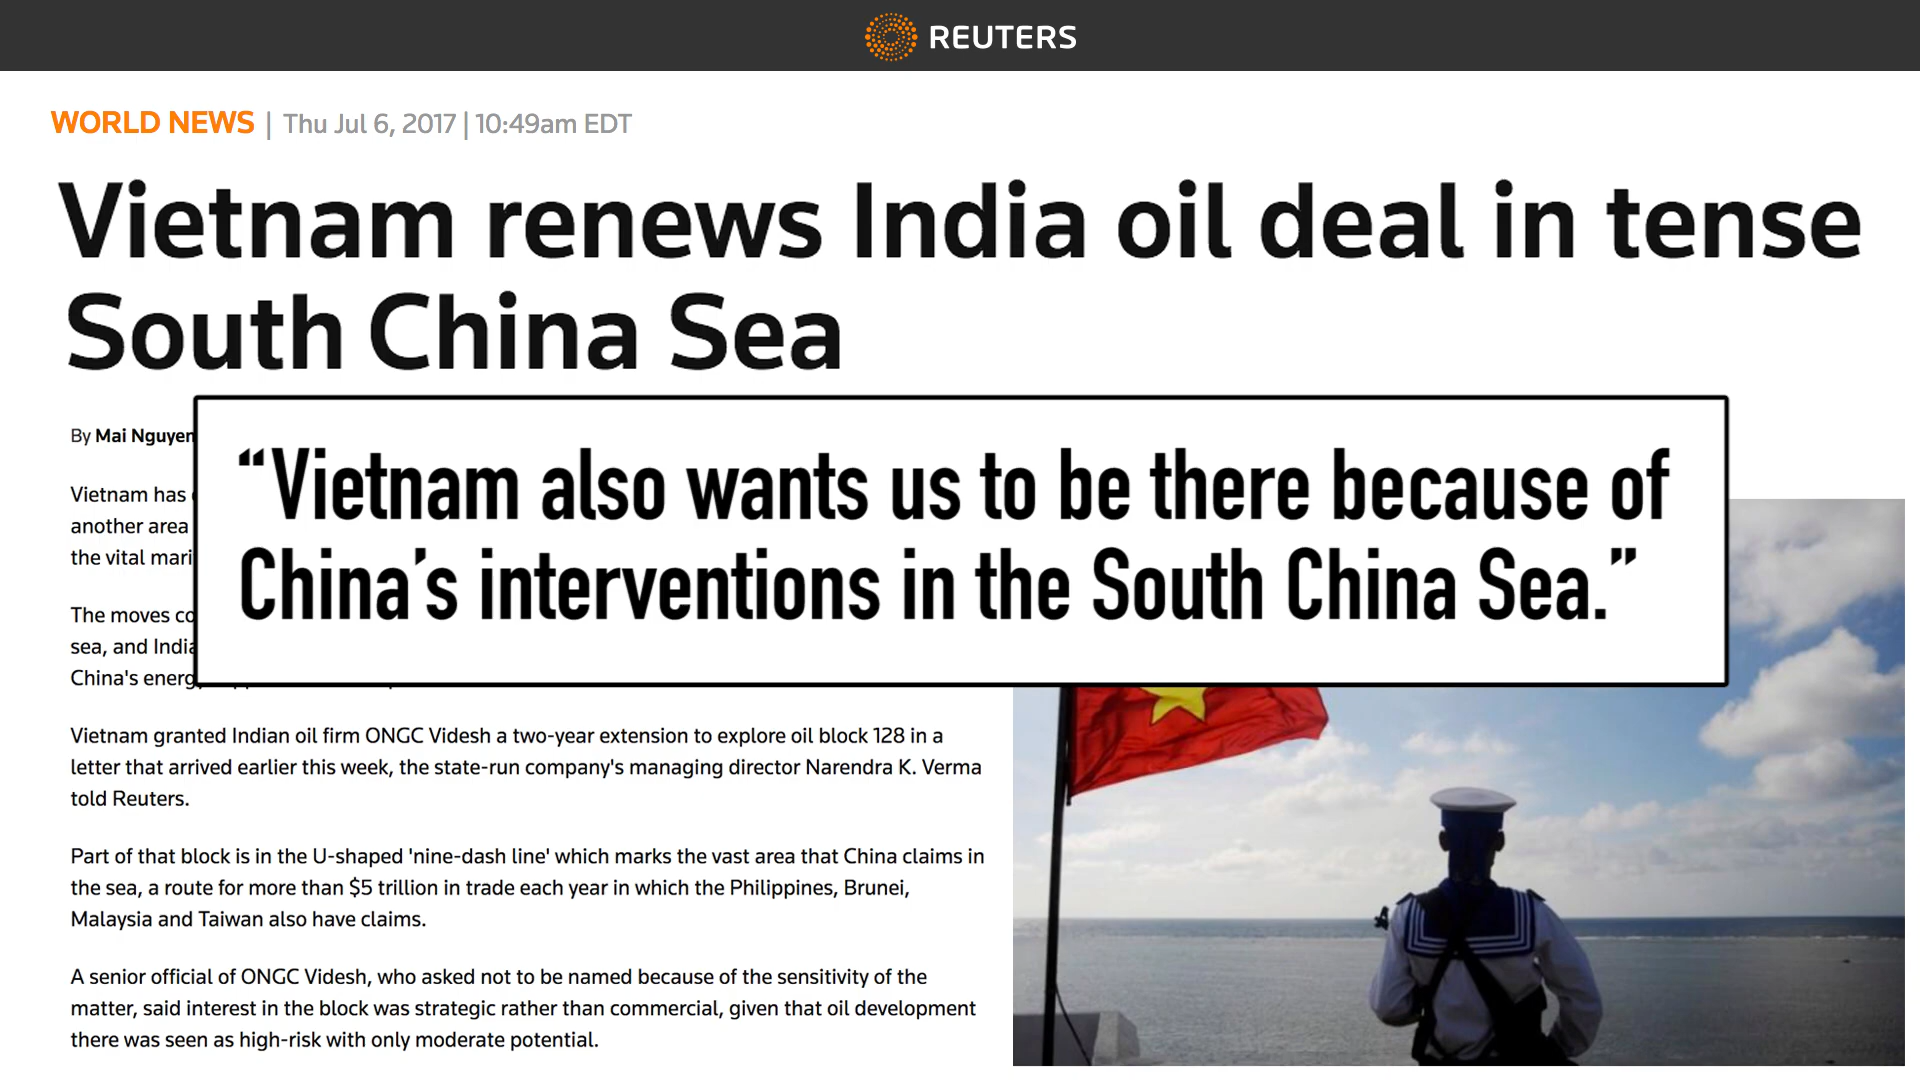 REUTERS
WORLD NEWS | Thu Jul 6, 2017 | 10:49am EDT
Vietnam renews India oil deal in tense
South China Sea
By Mai Nguyen
“Vietnam also wants us to be there because of
China’s interventions in the South China Sea.”
Vietnam has
another area
the vital
The moves
sea, and
China's
Vietnam granted Indian oil firm ONGC Videsh a two-year extension to explore oil block 128 in a
letter that arrived earlier this week, the state-run company's managing director Narendra K. Verma
told Reuters.
Part of that block is in the U-shaped 'nine-dash line' which marks the vast area that China claims in
the sea, a route for more than $5 trillion in trade each year in which the Philippines, Brunei,
Malaysia and Taiwan also have claims.
A senior official of ONGC Videsh, who asked not to be named because of the sensitivity of the
matter, said interest in the block was strategic rather than commercial, given that oil development
there was seen as high-risk with only moderate potential.